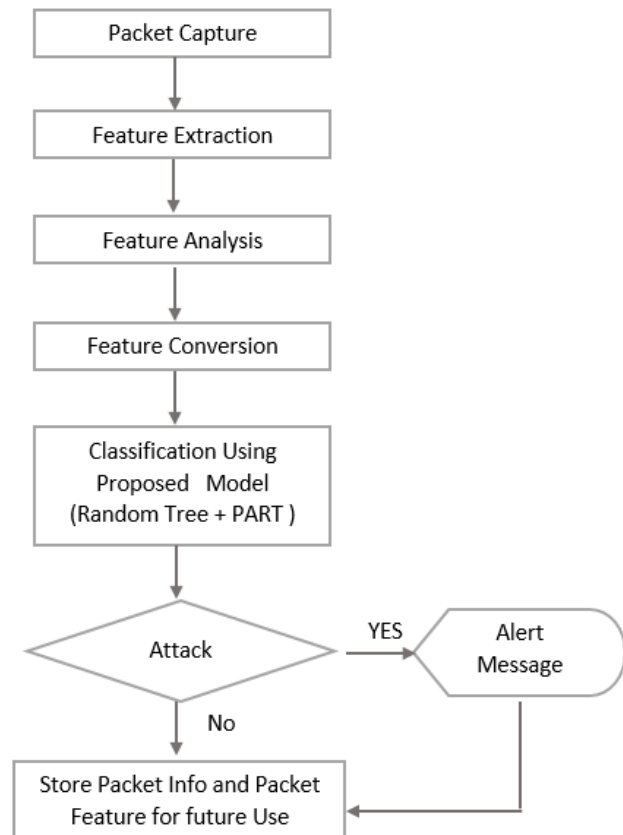 Packet Capture
Feature Extraction
Feature Analysis
Feature Conversion
Classification Using
Proposed Model
(Random Tree + PART )
Attack
YES
Alert
Message
No
Store Packet Info and Packet
Feature for future Use